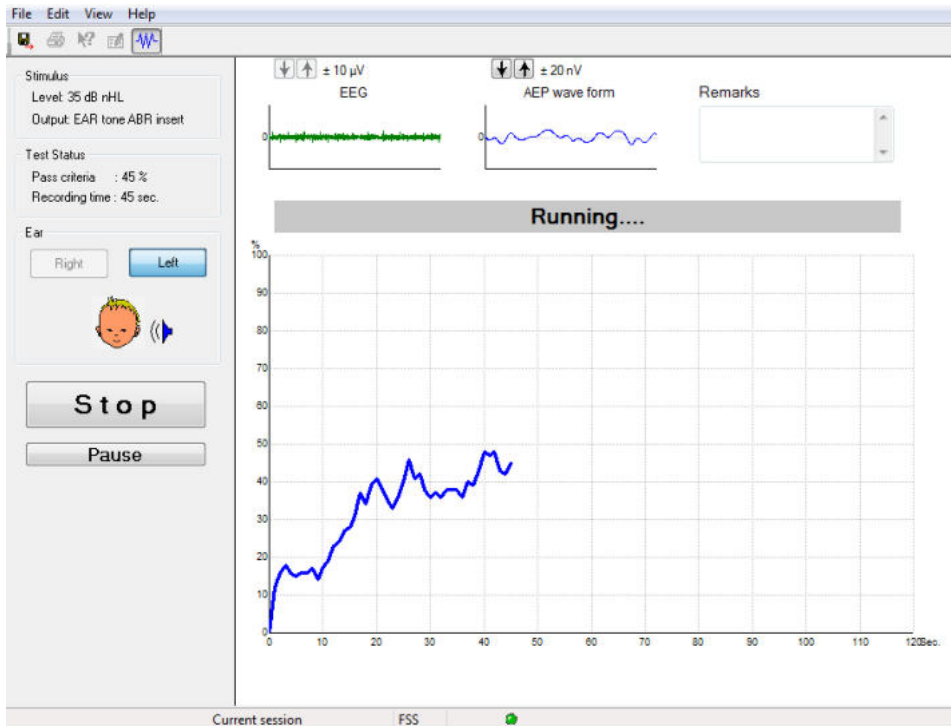 File Edit View Help
Stimulus
Level: 35 dB nHL
Output: EAR tone ABR insert
Test Status
Pass criteria : 45 %
Recording time : 45 sec.
Ear
Right Left
Stop
Pause
± 10 µV
EEG
0
± 20 nV
AEP wave form
0
Remarks
Running....
%
100
90
80
70
60
50
40
30
20
10
0
0 10 20 30 40 50 60 70 80 90 100 110 120 Sec.
Current session FSS